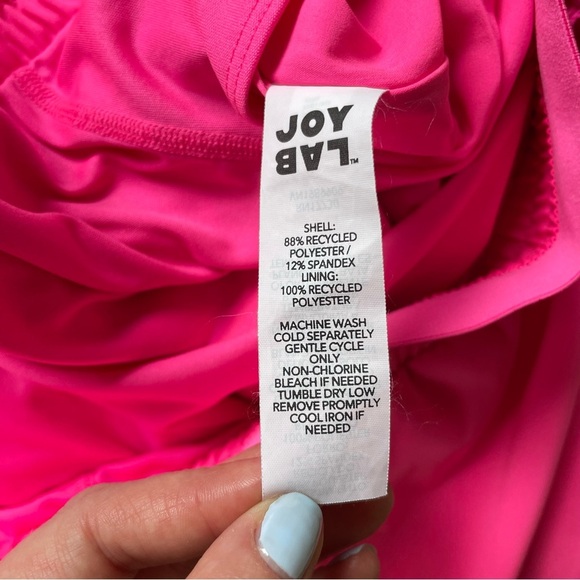 JOY
LAB™
SHELL:
88% RECYCLED
POLYESTER /
12% SPANDEX
LINING:
100% RECYCLED
POLYESTER
MACHINE WASH
COLD SEPARATELY
GENTLE CYCLE
ONLY
NON-CHLORINE
BLEACH IF NEEDED
TUMBLE DRY LOW
REMOVE PROMPTLY
COOL IRON IF
NEEDED